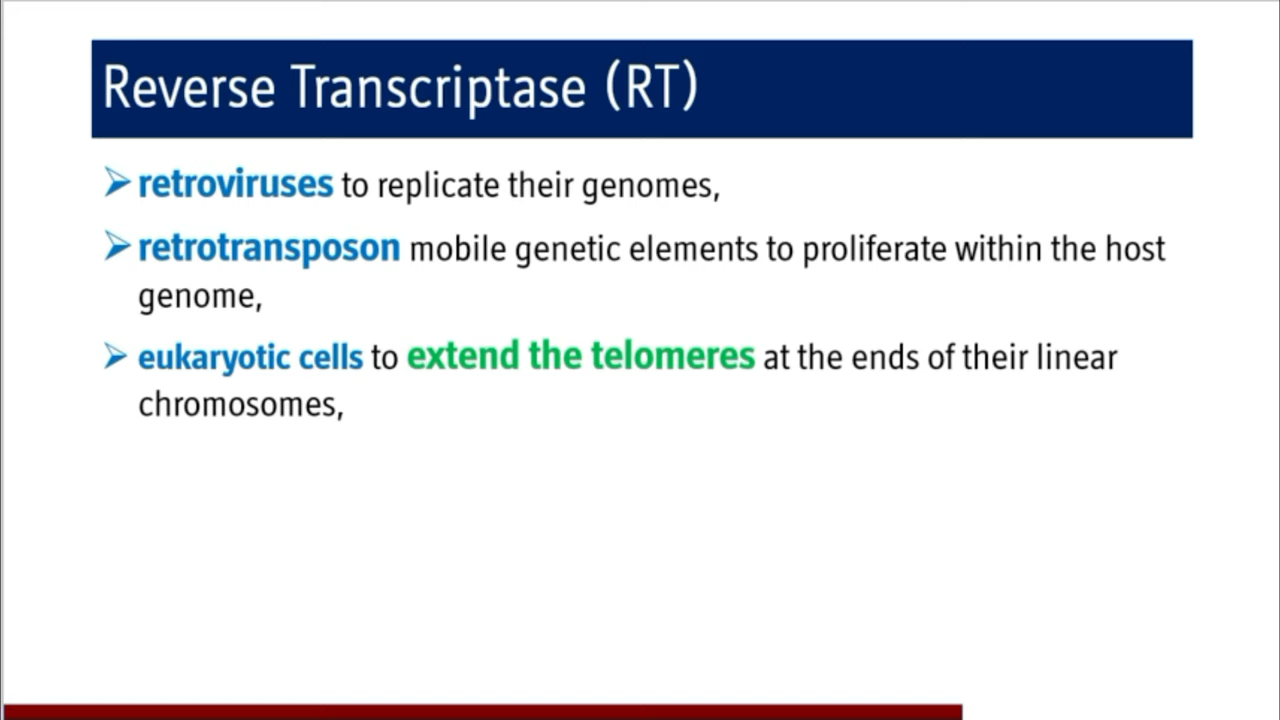 Reverse Transcriptase (RT)
retroviruses to replicate their genomes,
retrotransposon mobile genetic elements to proliferate within the host
genome,
eukaryotic cells to extend the telomeres at the ends of their linear
chromosomes,